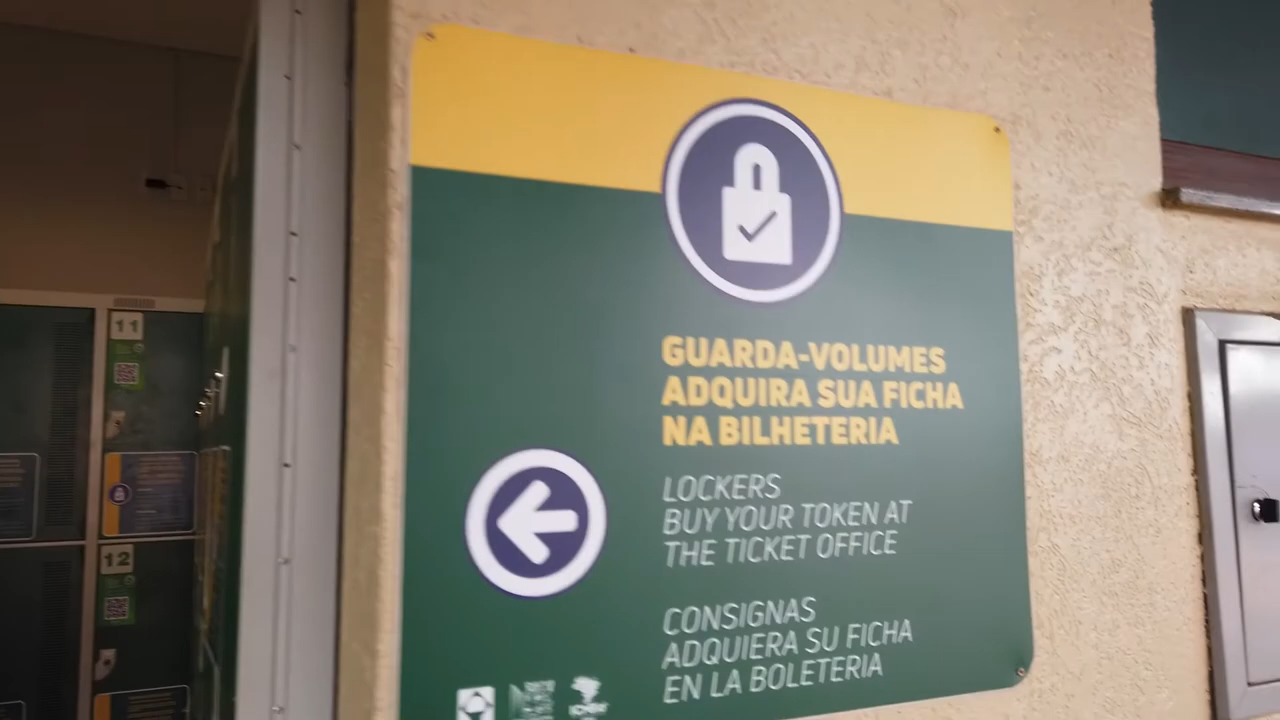 GUARDA-VOLUMES
ADQUIRA SUA FICHA
NA BILHETERIA
LOCKERS
BUY YOUR TOKEN AT
THE TICKET OFFICE
CONSIGNAS
ADQUIERA SU FICHA
EN LA BOLETERIA
11
12